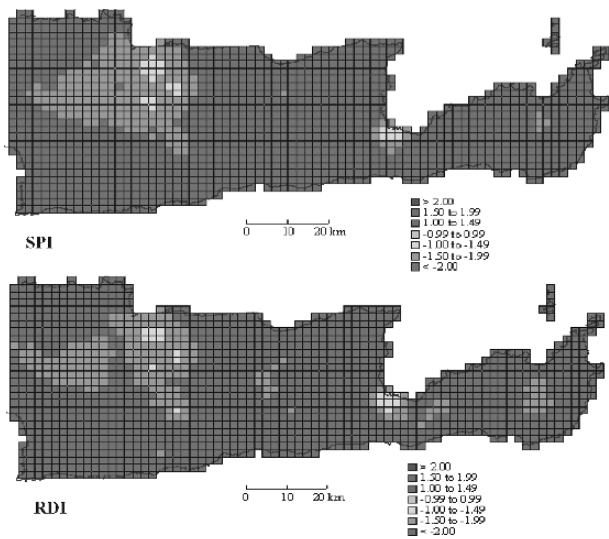 0 10 20 km
SPI
> 2.00
1.50 to 1.99
1.00 to 1.49
-0.99 to 0.99
-1.00 to -1.49
-1.50 to -1.99
< -2.00
0 10 20 km
RDI
> 2.00
1.50 to 1.99
1.00 to 1.49
-0.99 to 0.99
-1.00 to -1.49
-1.50 to -1.99
< -2.00